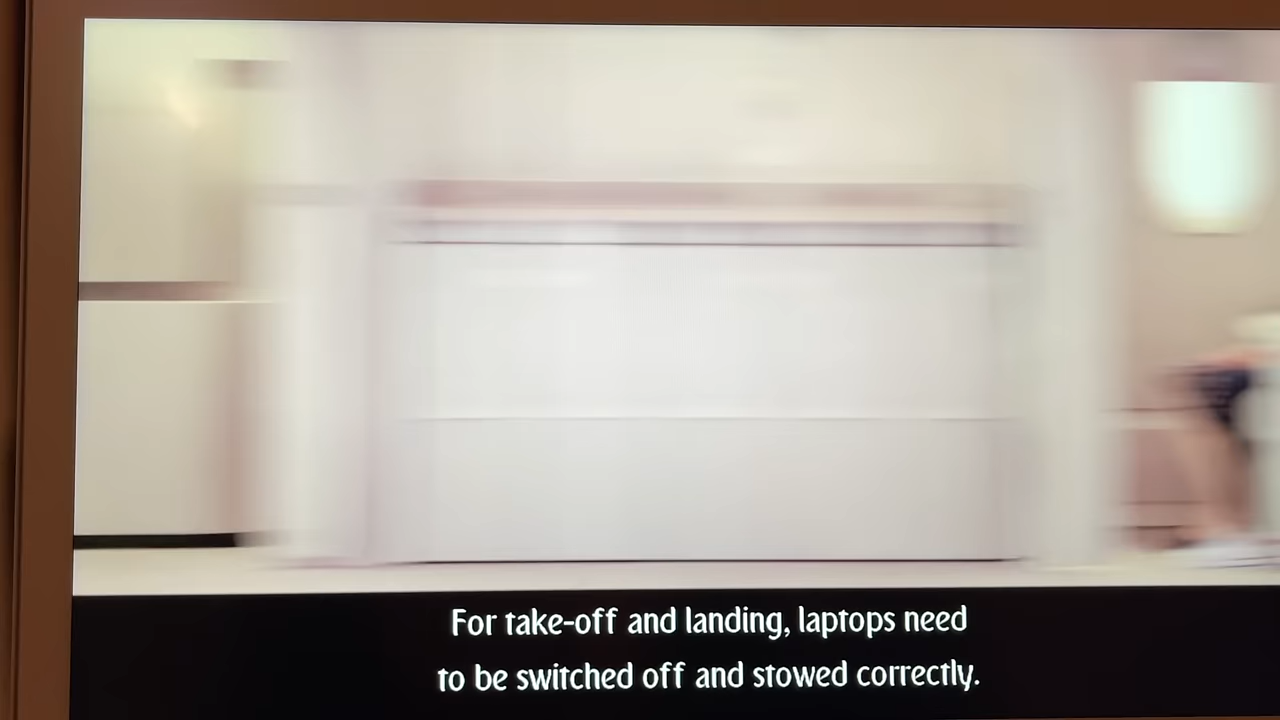 For take-off and landing, laptops need
to be switched off and stowed correctly.